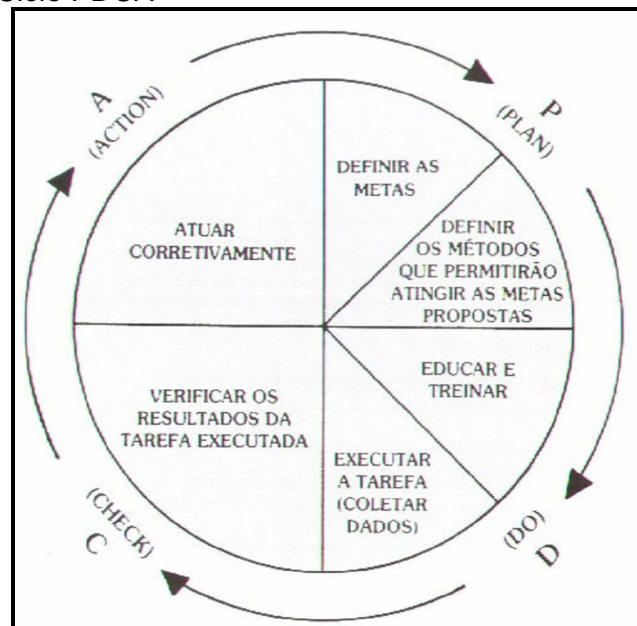 A
(ACTION)
P
(PLAN)
DEFINIR AS
METAS
DEFINIR
OS MÉTODOS
QUE PERMITIRÃO
ATINGIR AS METAS
PROPOSTAS
ATUAR
CORRETIVAMENTE
EDUCAR E
TREINAR
VERIFICAR OS
RESULTADOS DA
TAREFA EXECUTADA
EXECUTAR
A TAREFA
(COLETAR
DADOS)
(CHECK)
C
(DO)
D